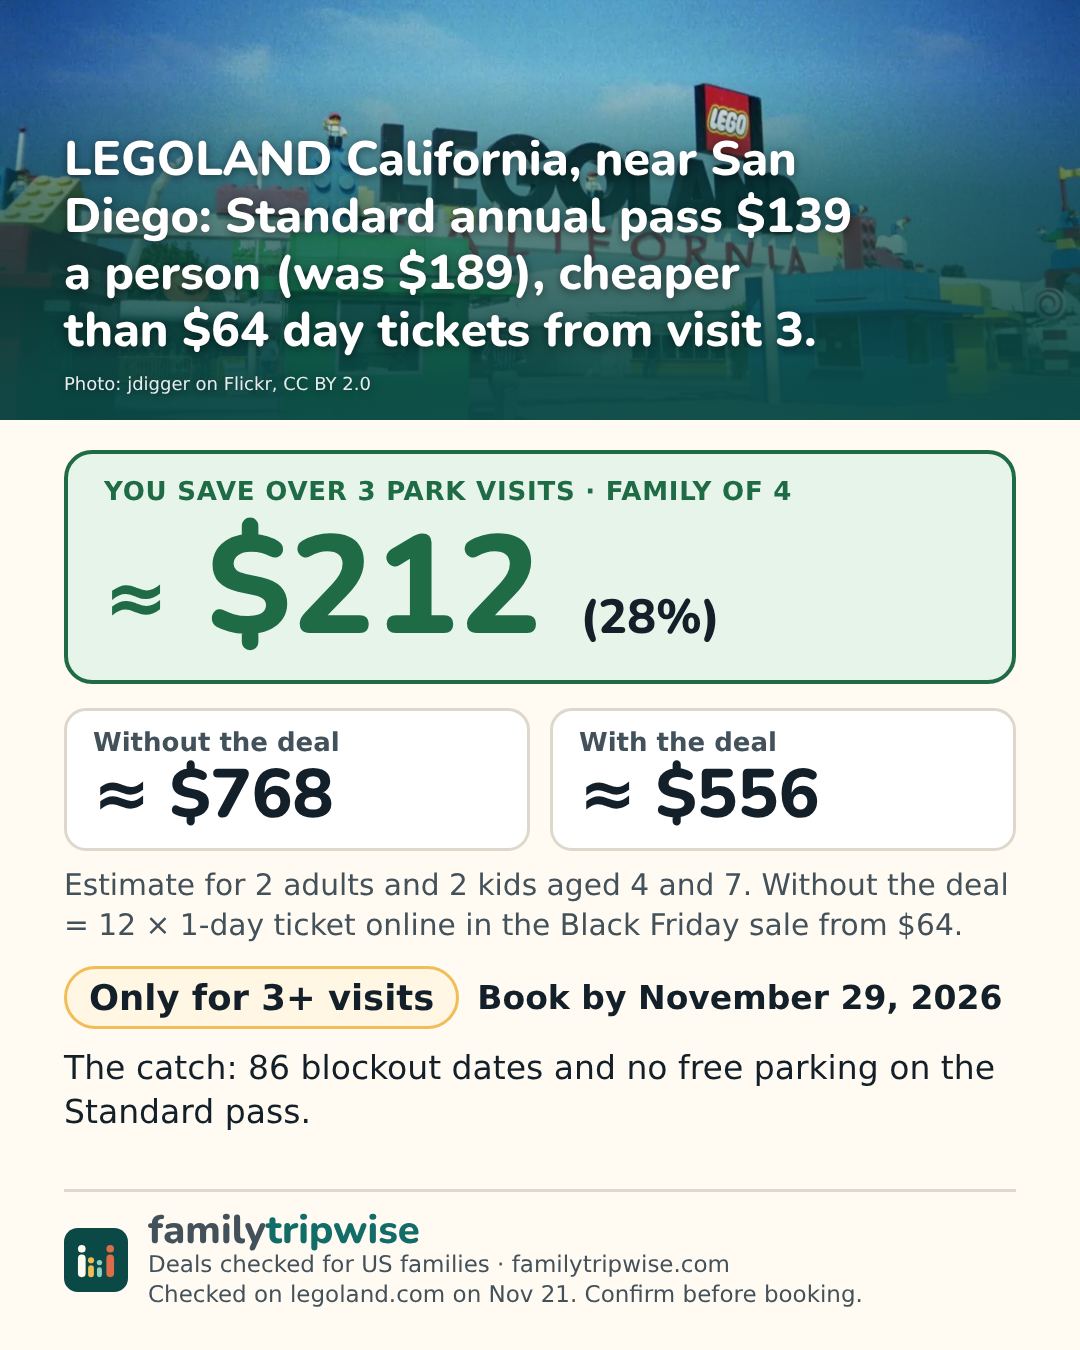 LEGO
LEGOLAND
CALIFORNIA
LEGOLAND California, near San
Diego: Standard annual pass $139
a person (was $189), cheaper
than $64 day tickets from visit 3.
Photo: jdigger on Flickr, CC BY 2.0
YOU SAVE OVER 3 PARK VISITS · FAMILY OF 4
≈ $212 (28%)
Without the deal
≈ $768
With the deal
≈ $556
Estimate for 2 adults and 2 kids aged 4 and 7. Without the deal
= 12 × 1-day ticket online in the Black Friday sale from $64.
Only for 3+ visits
Book by November 29, 2026
The catch: 86 blockout dates and no free parking on the
Standard pass.
familytripwise
Deals checked for US families · familytripwise.com
Checked on legoland.com on Nov 21. Confirm before booking.